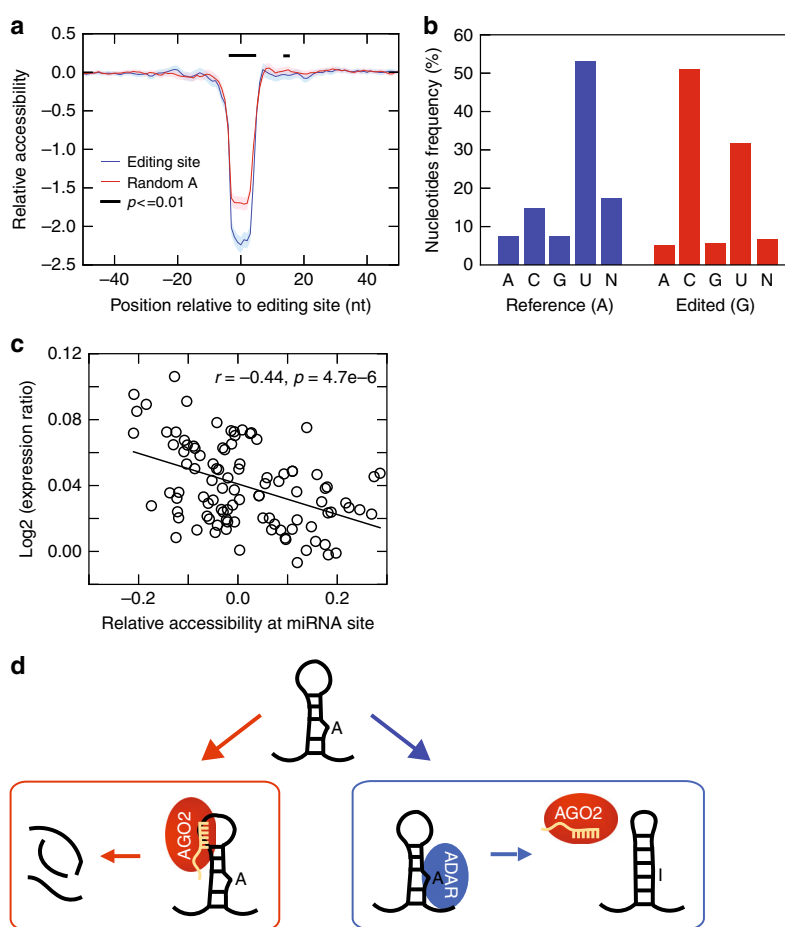 a
0.5
0.0
−0.5
−1.0
−1.5
−2.0
−2.5
Relative accessibility
Editing site
Random A
p<=0.01
−40 −20 0 20 40
Position relative to editing site (nt)
b
60
50
40
30
20
10
0
Nucleotides frequency (%)
A C G U N A C G U N
Reference (A) Edited (G)
c
0.12
0.08
0.04
0.00
Log2 (expression ratio)
r = −0.44, p = 4.7e−6
−0.2 0.0 0.2
Relative accessibility at miRNA site
d
A
AGO2
A
A
ADAR
AGO2
I